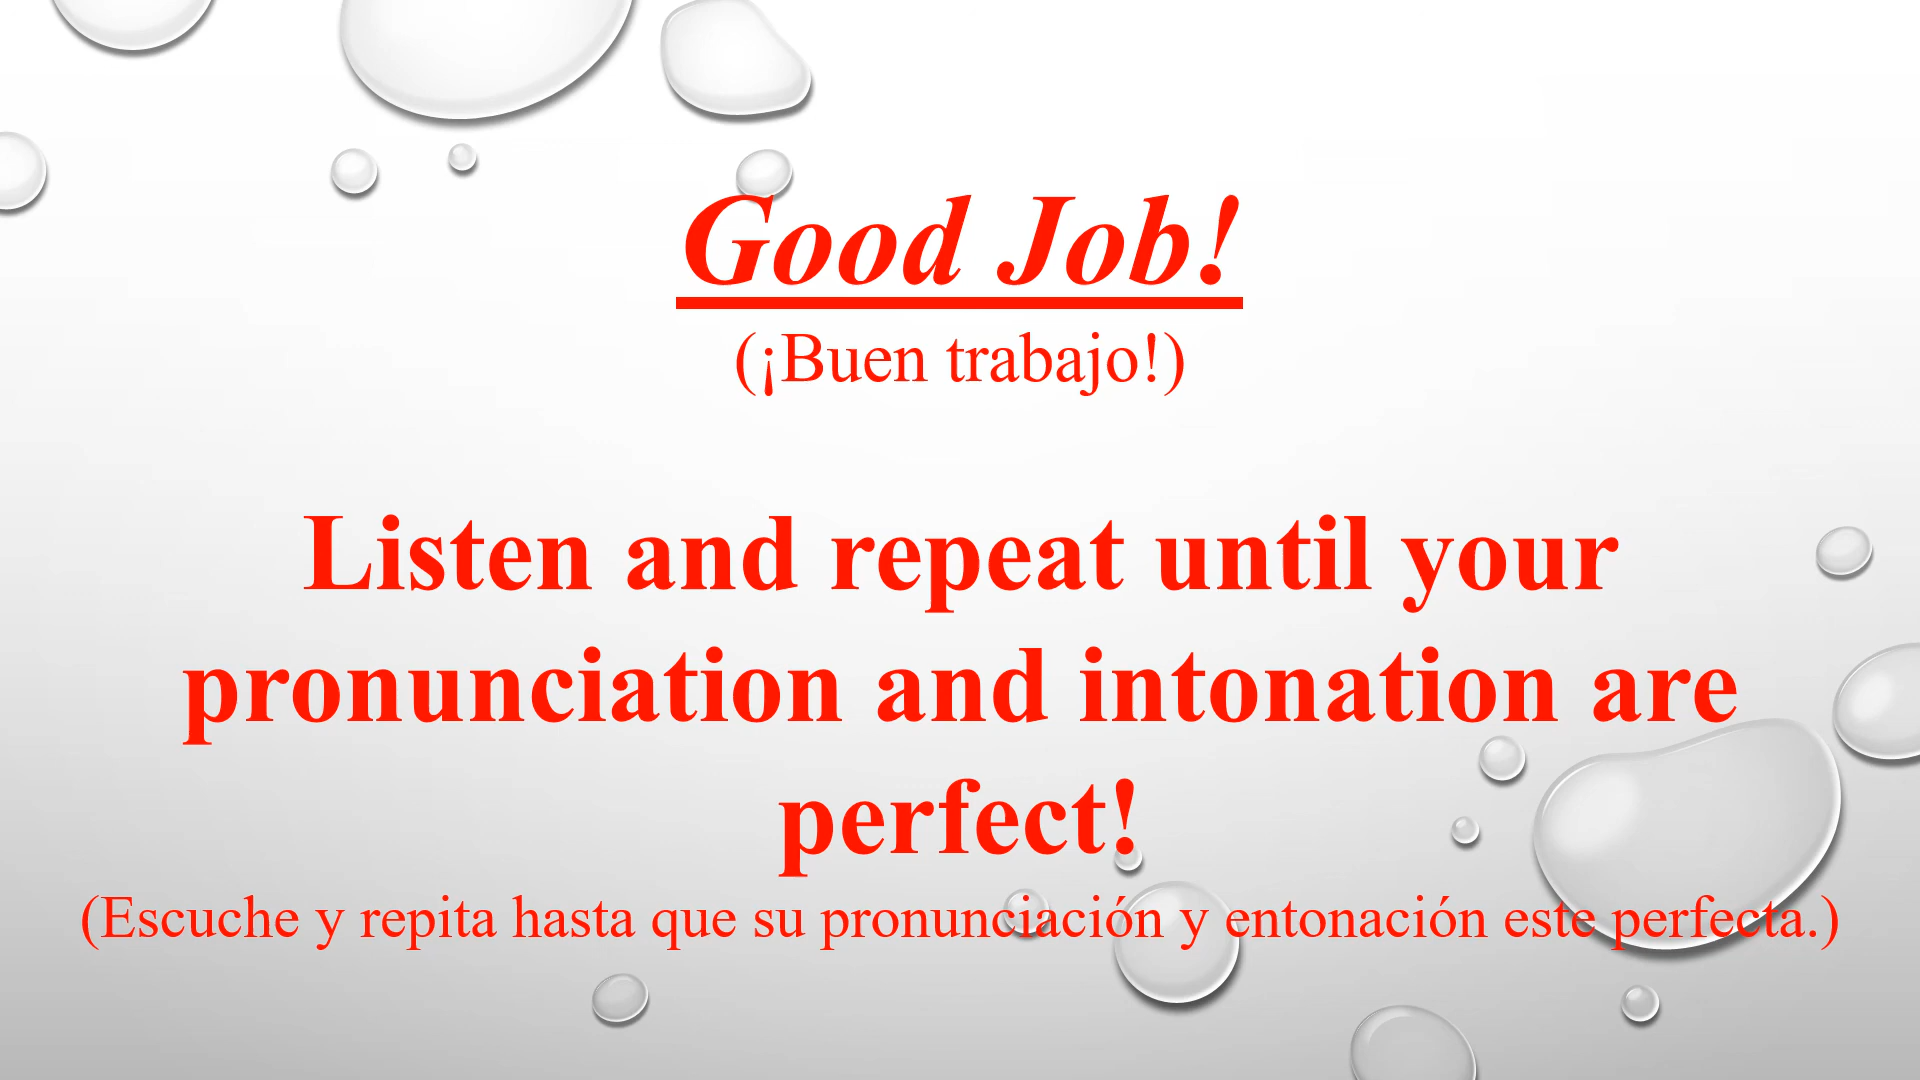 Good Job!
(¡Buen trabajo!)
Listen and repeat until your
pronunciation and intonation are
perfect!
(Escuche y repita hasta que su pronunciación y entonación este perfecta.)